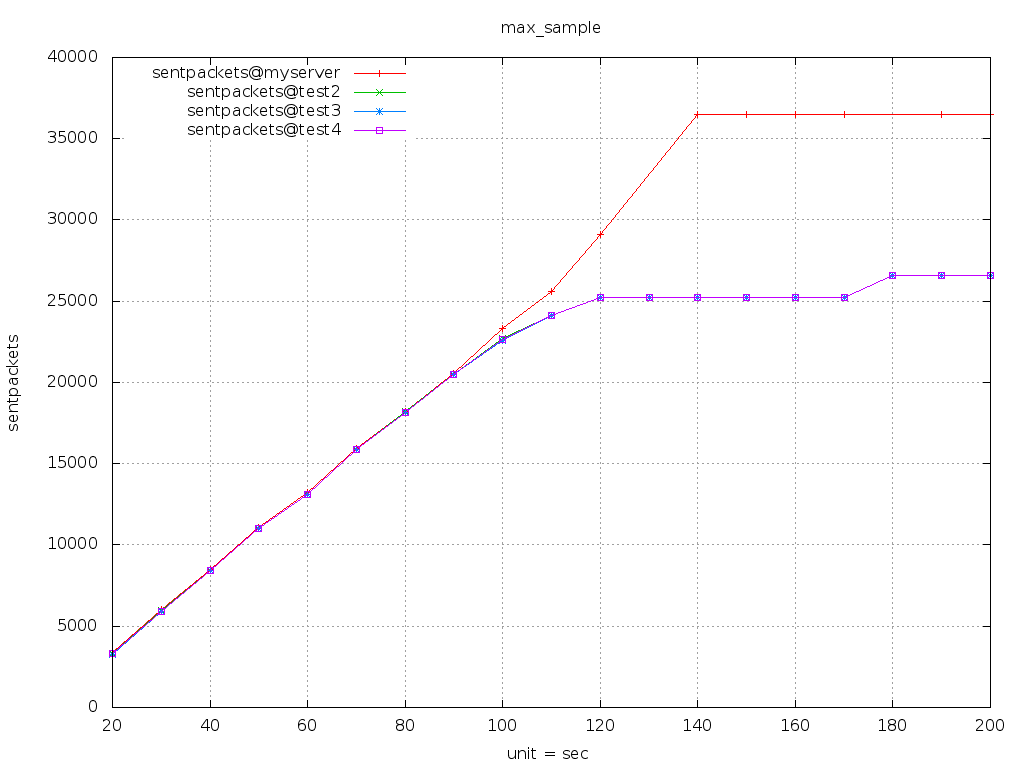 max_sample
40000
35000
30000
25000
20000
15000
10000
5000
0
sentpackets@myserver
sentpackets@test2
sentpackets@test3
sentpackets@test4
sentpackets
20 40 60 80 100 120 140 160 180 200
unit = sec